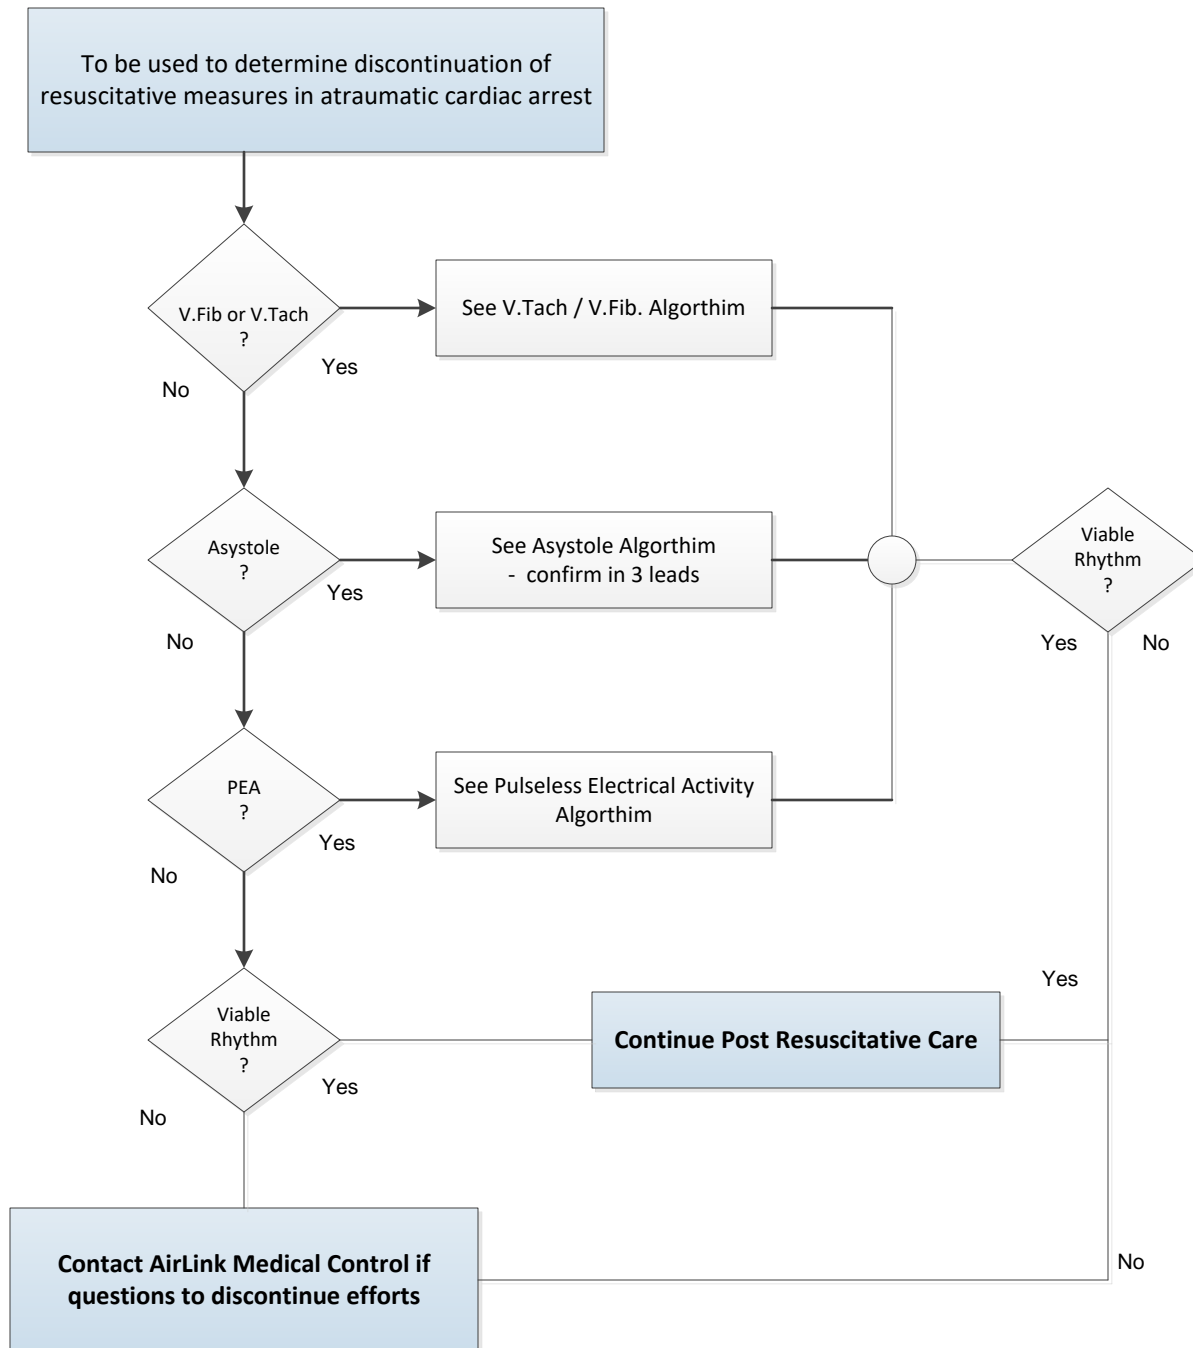 To be used to determine discontinuation of
resuscitative measures in atraumatic cardiac arrest
V.Fib or V.Tach
?
Yes
No
See V.Tach / V.Fib. Algorthim
Asystole
?
Yes
No
See Asystole Algorthim
- confirm in 3 leads
Viable
Rhythm
?
Yes
No
PEA
?
Yes
No
See Pulseless Electrical Activity
Algorthim
Viable
Rhythm
?
Yes
No
Continue Post Resuscitative Care
Yes
Contact AirLink Medical Control if
questions to discontinue efforts
No